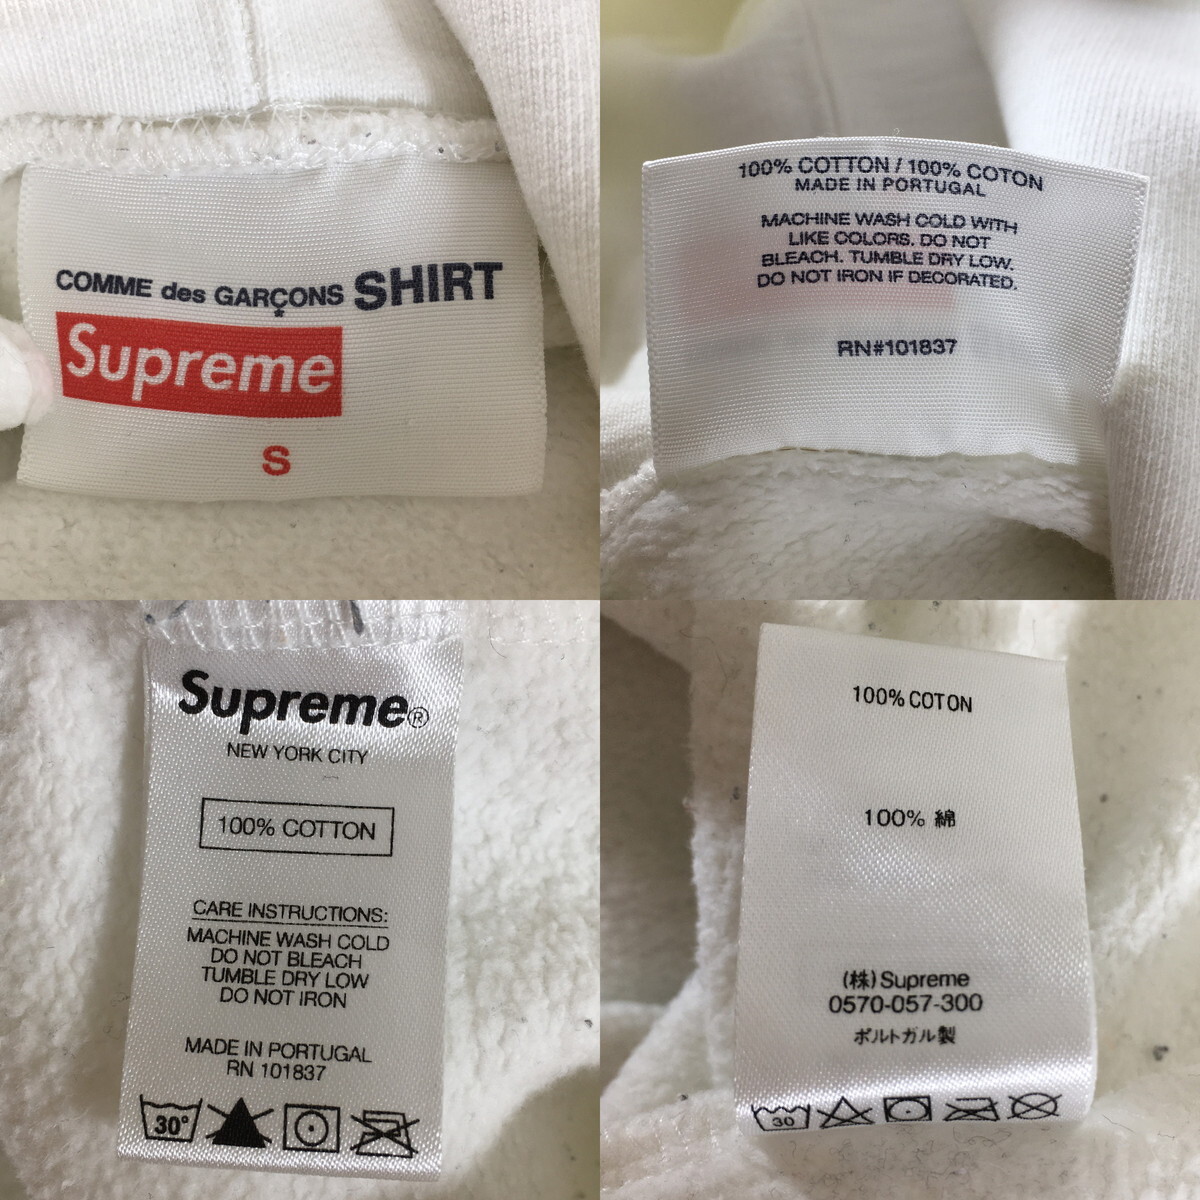 COMME des GARÇONS SHIRT
Supreme
S
100% COTTON / 100% COTON
MADE IN PORTUGAL
MACHINE WASH COLD WITH
LIKE COLORS. DO NOT
BLEACH. TUMBLE DRY LOW.
DO NOT IRON IF DECORATED.
RN#101837
Supreme®
NEW YORK CITY
100% COTTON
CARE INSTRUCTIONS:
MACHINE WASH COLD
DO NOT BLEACH
TUMBLE DRY LOW
DO NOT IRON
MADE IN PORTUGAL
RN 101837
30°
100% COTON
100% 綿
(株)Supreme
0570-057-300
ポルトガル製
30